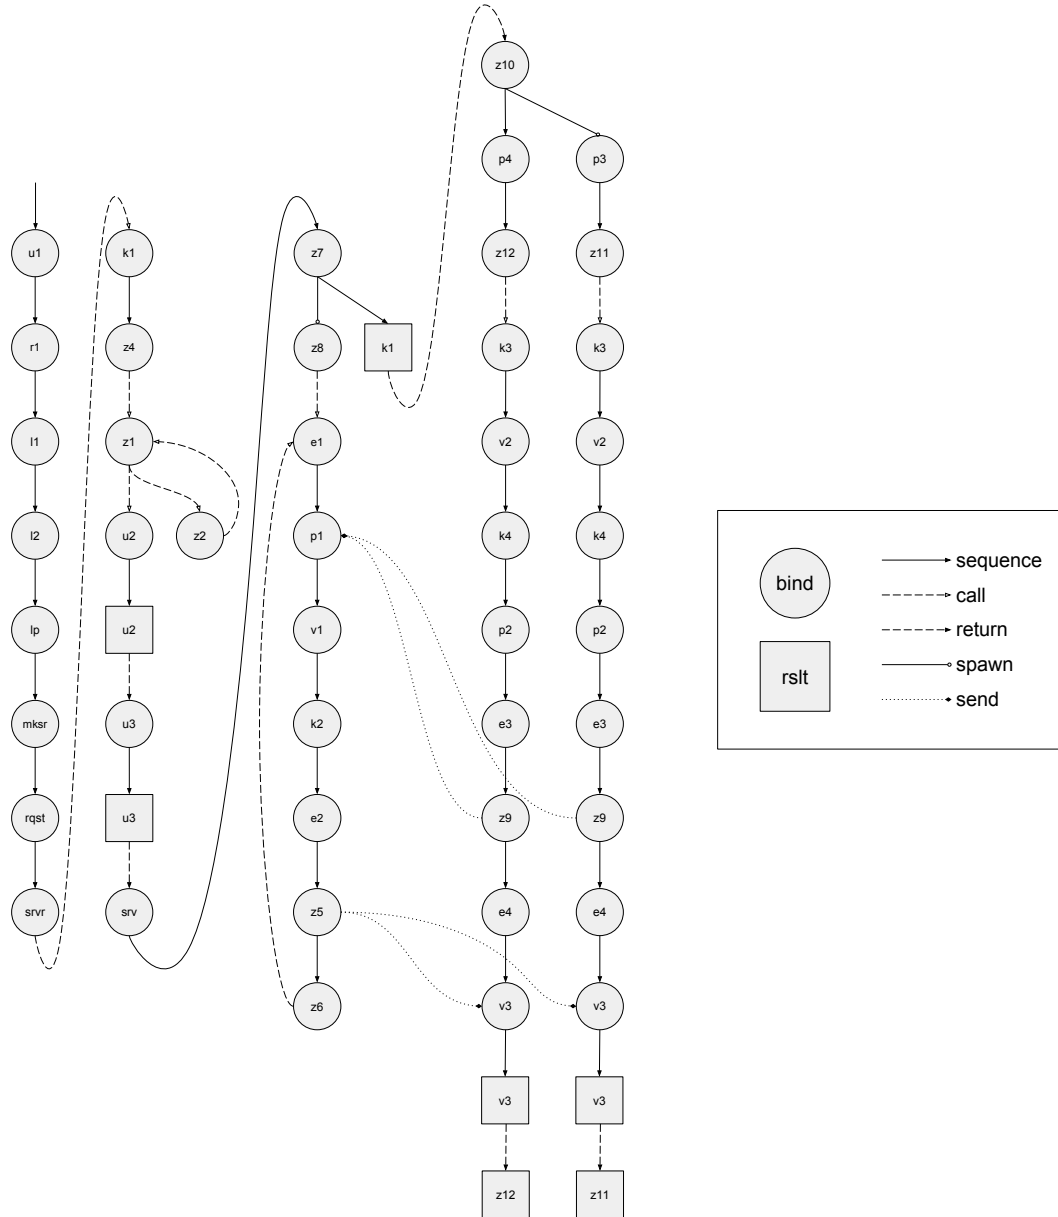 z10
p4
p3
u1
k1
z7
z12
z11
r1
z4
z8
k1
k3
k3
l1
z1
e1
v2
v2
l2
u2
z2
p1
k4
k4
lp
u2
v1
p2
p2
mksr
u3
k2
e3
e3
rqst
u3
e2
z9
z9
srvr
srv
z5
e4
e4
z6
v3
v3
v3
v3
z12
z11
bind
rslt
sequence
call
return
spawn
send